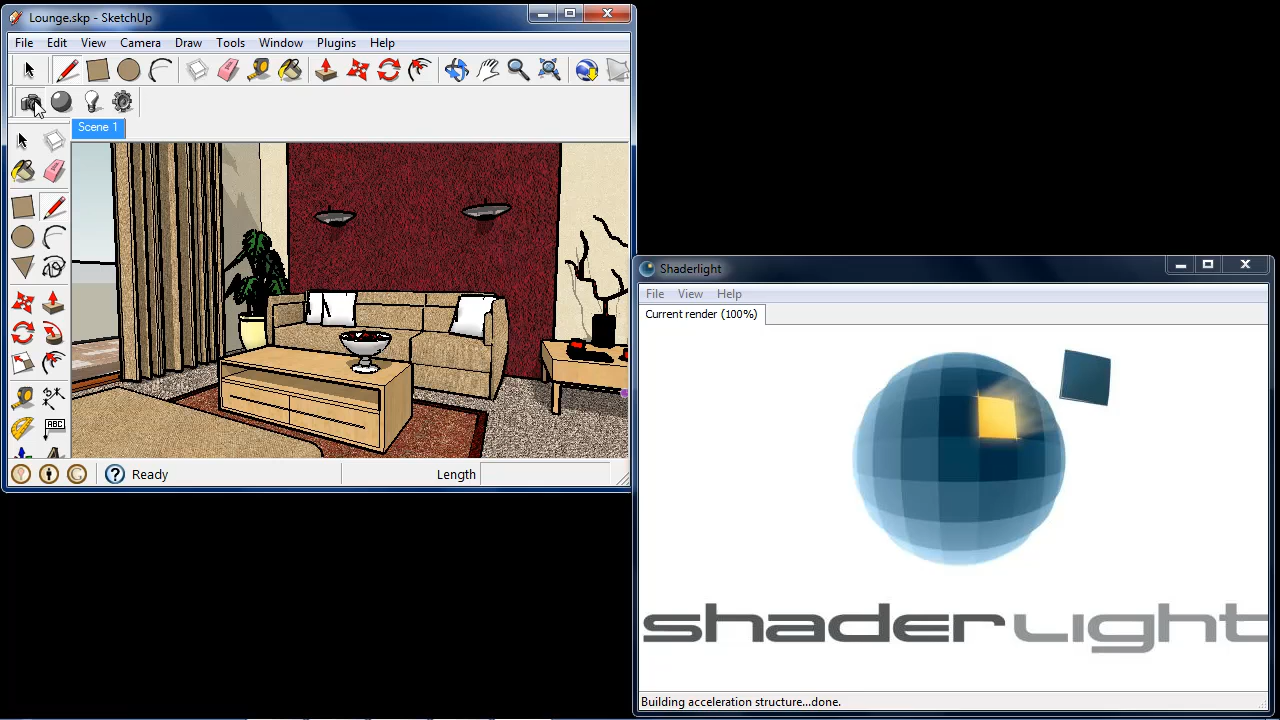 Lounge.skp - SketchUp
File Edit View Camera Draw Tools Window Plugins Help
Scene 1
ABC
Ready
Length
Shaderlight
File View Help
Current render (100%)
shaderlight
Building acceleration structure...done.